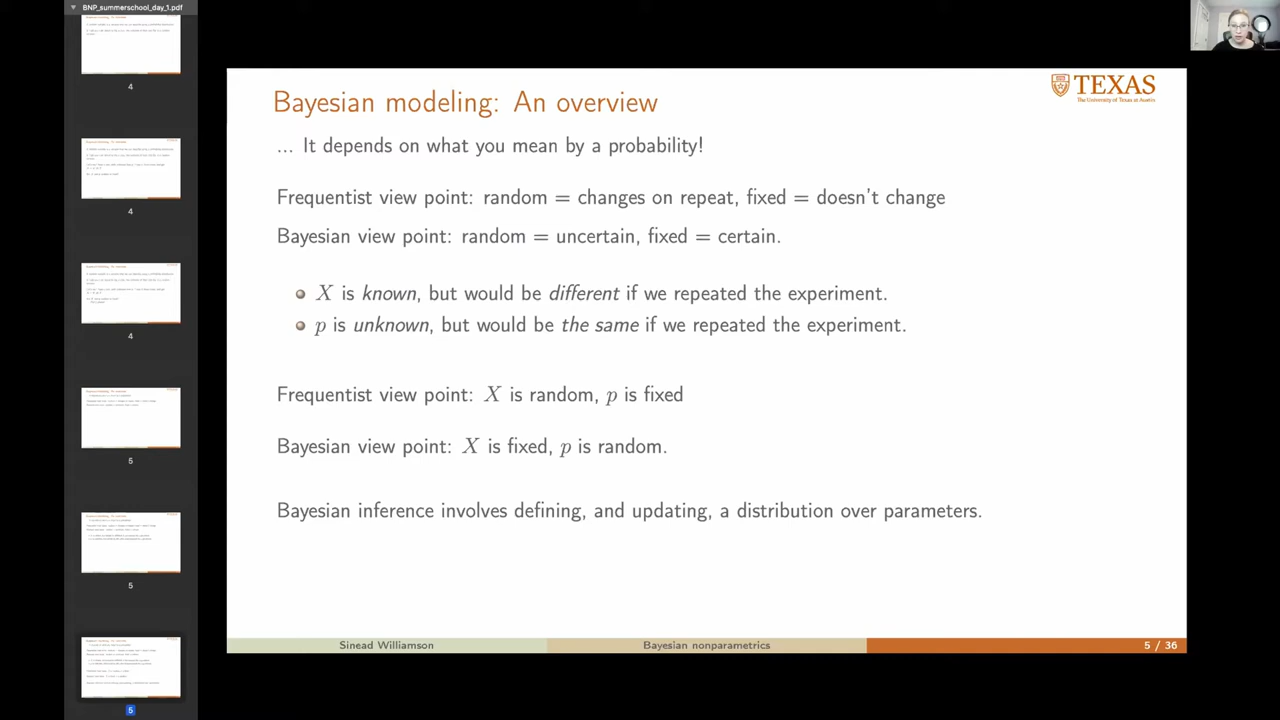 BNP_summerschool_day_1.pdf
4
4
4
5
5
5
TEXAS
The University of Texas at Austin
Bayesian modeling: An overview
... It depends on what you mean by a probability!
Frequentist view point: random = changes on repeat, fixed = doesn't change
Bayesian view point: random = uncertain, fixed = certain.
X is known, but would be different if we repeated the experiment.
p is unknown, but would be the same if we repeated the experiment.
Frequentist view point: X is random, p is fixed
Bayesian view point: X is fixed, p is random.
Bayesian inference involves defining, and updating, a distribution over parameters.
Sinead Williamson
Bayesian nonparametrics
5 / 36